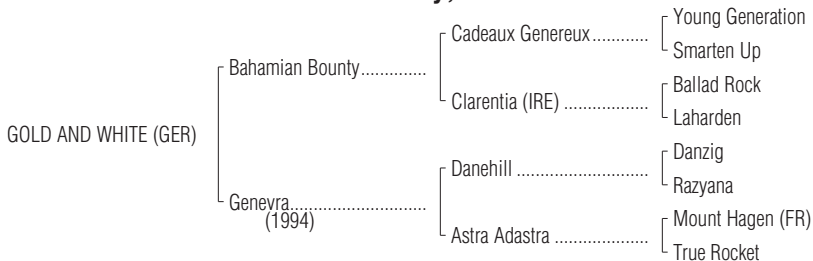 Young Generation
Cadeaux Genereux............
Smarten Up
Bahamian Bounty..............
Ballad Rock
Clarentia (IRE) ..................
Laharden
GOLD AND WHITE (GER)
Danzig
Danehill ............................
Razyana
Genevra.............................
(1994)
Mount Hagen (FR)
Astra Adastra ....................
True Rocket